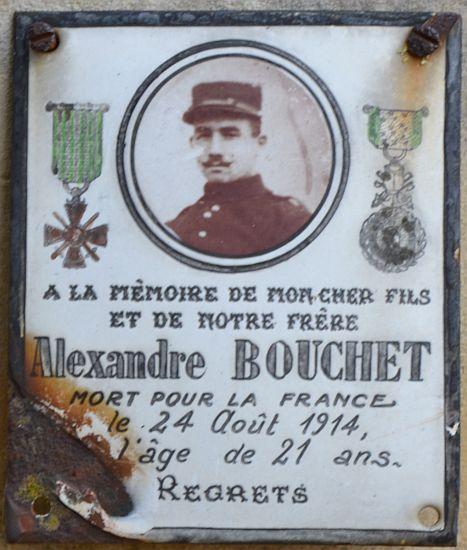 A LA MÉMOIRE DE MON CHER FILS
ET DE NOTRE FRÈRE
Alexandre BOUCHET
MORT POUR LA FRANCE
le 24 Août 1914,
l'âge de 21 ans.
REGRETS